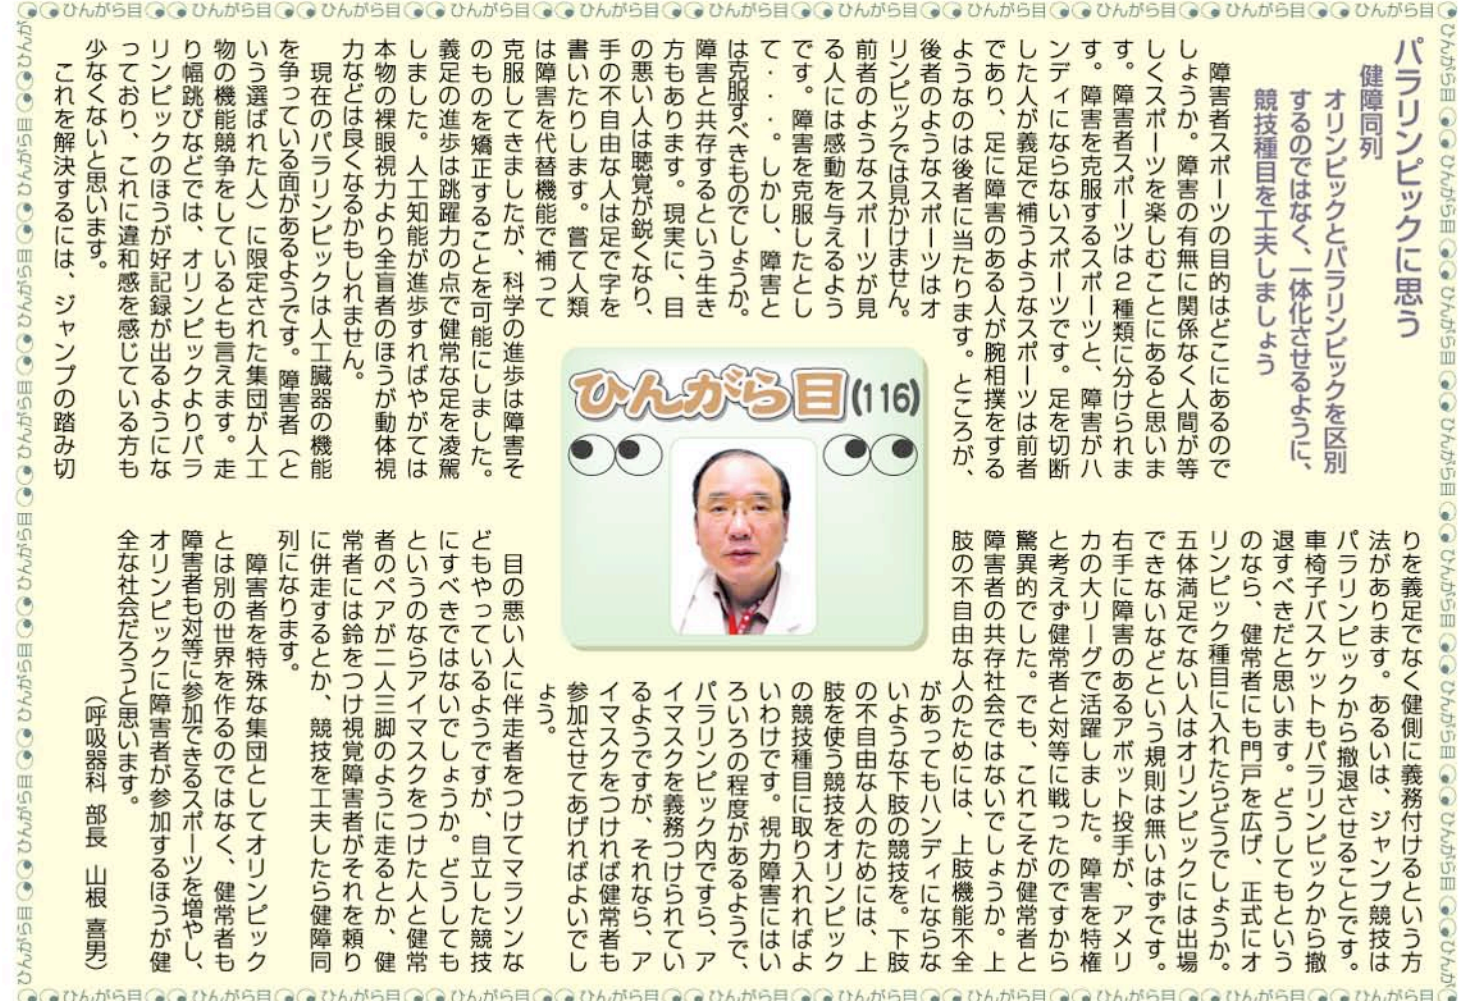 パラリンピックに思う
健障同列
オリンピックとパラリンピックを区別
するのではなく、一体化させるように、
競技種目を工夫しましょう
障害者スポーツの目的はどこにあるので
しょうか。障害の有無に関係なく人間が等
しくスポーツを楽しむことにあると思いま
す。障害者スポーツは2種類に分けられま
す。障害を克服するスポーツと、障害がハ
ンディにならないスポーツです。足を切断
した人が義足で補うようなスポーツは前者
であり、足に障害のある人が腕相撲をする
ようなのは後者に当たります。ところが、
後者のようなスポーツはオ
リンピックでは見かけません。
前者のようなスポーツが見
る人には感動を与えるよう
です。障害を克服したとし
て・・・。しかし、障害と
は克服すべきものでしょうか。
障害と共存するという生き
方もあります。現実に、目
の悪い人は聴覚が鋭くなり、
手の不自由な人は足で字を
書いたりします。嘗て人類
は障害を代替機能で補って
克服してきましたが、科学の進歩は障害そ
のものを矯正することを可能にしました。
義足の進歩は跳躍力の点で健常な足を凌駕
しました。人工知能が進歩すればやがては
本物の裸眼視力より全盲者のほうが動体視
力などは良くなるかもしれません。
現在のパラリンピックは人工臓器の機能
を争っている面があるようです。障害者（と
いう選ばれた人）に限定された集団が人工
物の機能競争をしているとも言えます。走
り幅跳びなどでは、オリンピックよりパラ
リンピックのほうが好記録が出るようにな
っており、これに違和感を感じている方も
少なくないと思います。
これを解決するには、ジャンプの踏み切
ひんがら目(116)
りを義足でなく健側に義務付けるという方
法があります。あるいは、ジャンプ競技は
パラリンピックから撤退させることです。
車椅子バスケットもパラリンピックから撤
退すべきだと思います。どうしてもという
のなら、健常者にも門戸を広げ、正式にオ
リンピック種目に入れたらどうでしょうか。
五体満足でない人はオリンピックには出場
できないなどという規則は無いはずです。
右手に障害のあるアボット投手が、アメリ
カの大リーグで活躍しました。障害を特権
と考えず健常者と対等に戦ったのですから
驚異的でした。でも、これこそが健常者と
障害者の共存社会ではないでしょうか。上
肢の不自由な人のためには、上肢機能不全
があってもハンディにならな
いような下肢の競技を。下肢
の不自由な人のためには、上
肢を使う競技をオリンピック
の競技種目に取り入れればよ
いわけです。視力障害にはい
ろいろの程度があるようで、
パラリンピック内ですら、ア
イマスクを義務つけられてい
るようですが、それなら、ア
イマスクをつければ健常者も
参加させてあげればよいでし
ょう。
目の悪い人に伴走者をつけてマラソンな
どもやっているようですが、自立した競技
にすべきではないでしょうか。どうしても
というのならアイマスクをつけた人と健常
者のペアが二人三脚のように走るとか、健
常者には鈴をつけ視覚障害者がそれを頼り
に併走するとか、競技を工夫したら健障同
列になります。
障害者を特殊な集団としてオリンピック
とは別の世界を作るのではなく、健常者も
障害者も対等に参加できるスポーツを増やし、
オリンピックに障害者が参加するほうが健
全な社会だろうと思います。
（呼吸器科 部長 山根 喜男）